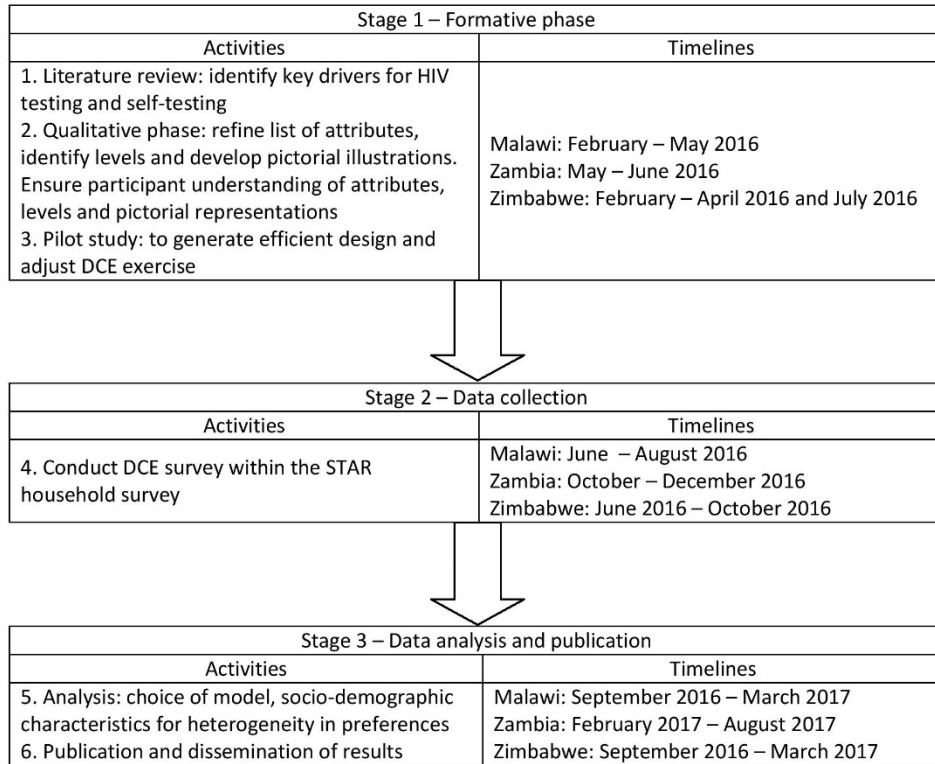 Stage 1 – Formative phase
Activities
Timelines
1. Literature review: identify key drivers for HIV
testing and self-testing
2. Qualitative phase: refine list of attributes,
identify levels and develop pictorial illustrations.
Ensure participant understanding of attributes,
levels and pictorial representations
3. Pilot study: to generate efficient design and
adjust DCE exercise
Malawi: February – May 2016
Zambia: May – June 2016
Zimbabwe: February – April 2016 and July 2016
Stage 2 – Data collection
Activities
Timelines
4. Conduct DCE survey within the STAR
household survey
Malawi: June – August 2016
Zambia: October – December 2016
Zimbabwe: June 2016 – October 2016
Stage 3 – Data analysis and publication
Activities
Timelines
5. Analysis: choice of model, socio-demographic
characteristics for heterogeneity in preferences
6. Publication and dissemination of results
Malawi: September 2016 – March 2017
Zambia: February 2017 – August 2017
Zimbabwe: September 2016 – March 2017